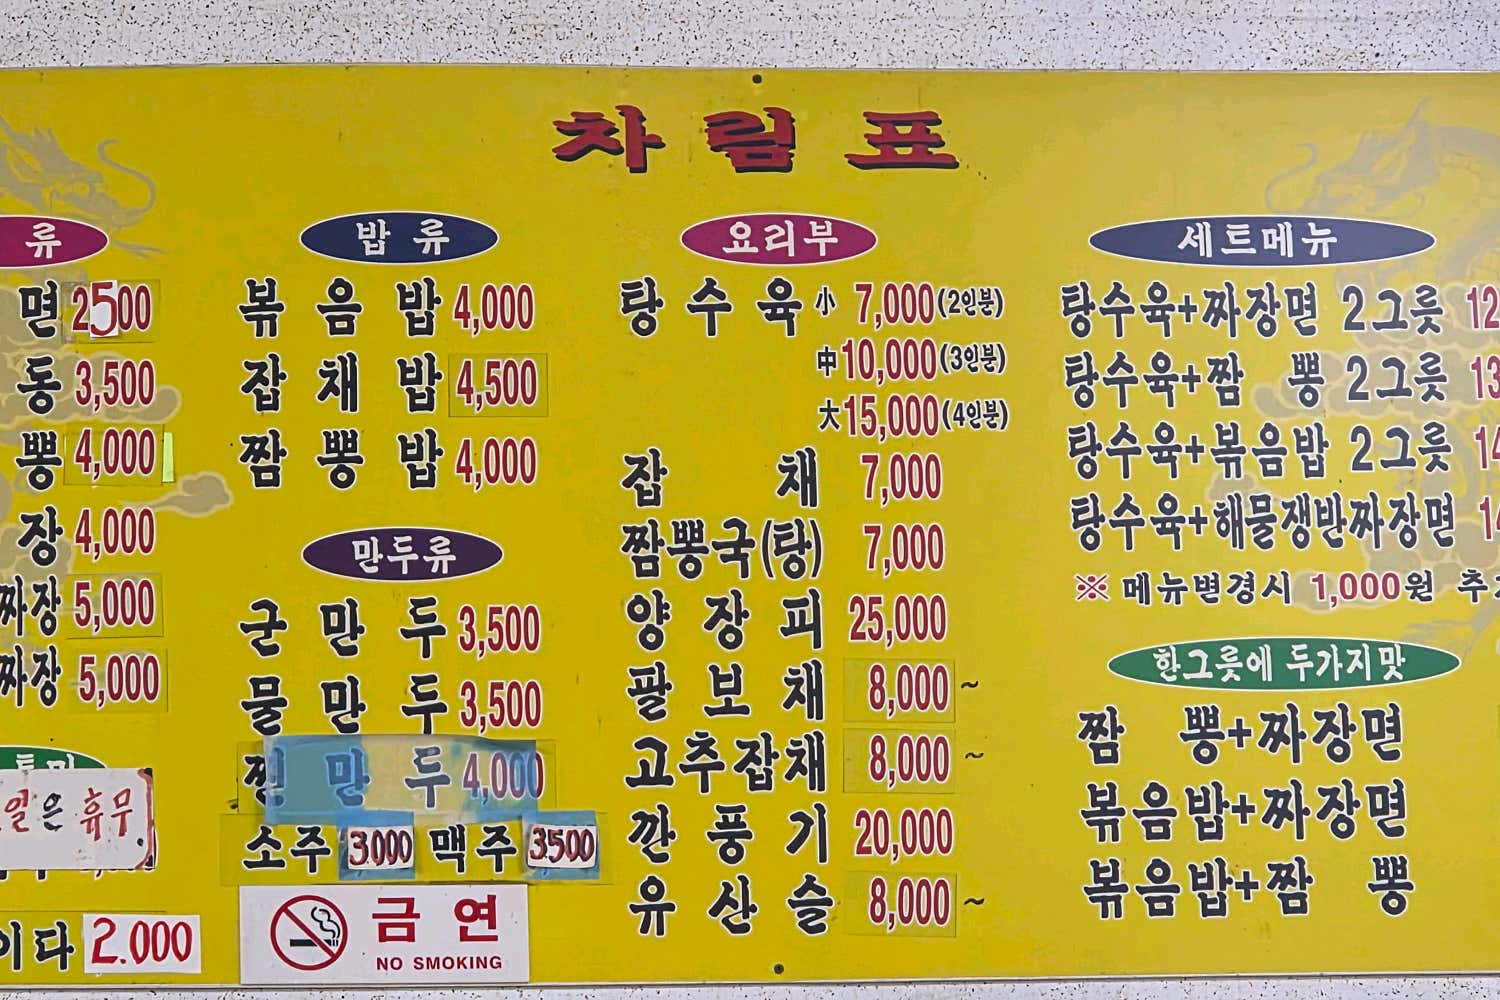 차림표
류
면 2500
동 3,500
뽕 4,000
장 4,000
짜장 5,000
짜장 5,000
일은 휴무
이다 2.000
밥류
볶음밥 4,000
잡채밥 4,500
짬뽕밥 4,000
만두류
군만두 3,500
물만두 3,500
찐만두 4,000
소주 3000 맥주 3500
금연
NO SMOKING
요리부
탕수육 小 7,000(2인분)
中 10,000(3인분)
大 15,000(4인분)
잡채 7,000
짬뽕국(탕) 7,000
양장피 25,000
팔보채 8,000 ~
고추잡채 8,000 ~
깐풍기 20,000
유산슬 8,000 ~
세트메뉴
탕수육+짜장면 2그릇 12
탕수육+짬뽕 2그릇 13
탕수육+볶음밥 2그릇 14
탕수육+해물쟁반짜장면 14
※ 메뉴변경시 1,000원 추
한그릇에 두가지맛
짬뽕+짜장면
볶음밥+짜장면
볶음밥+짬뽕